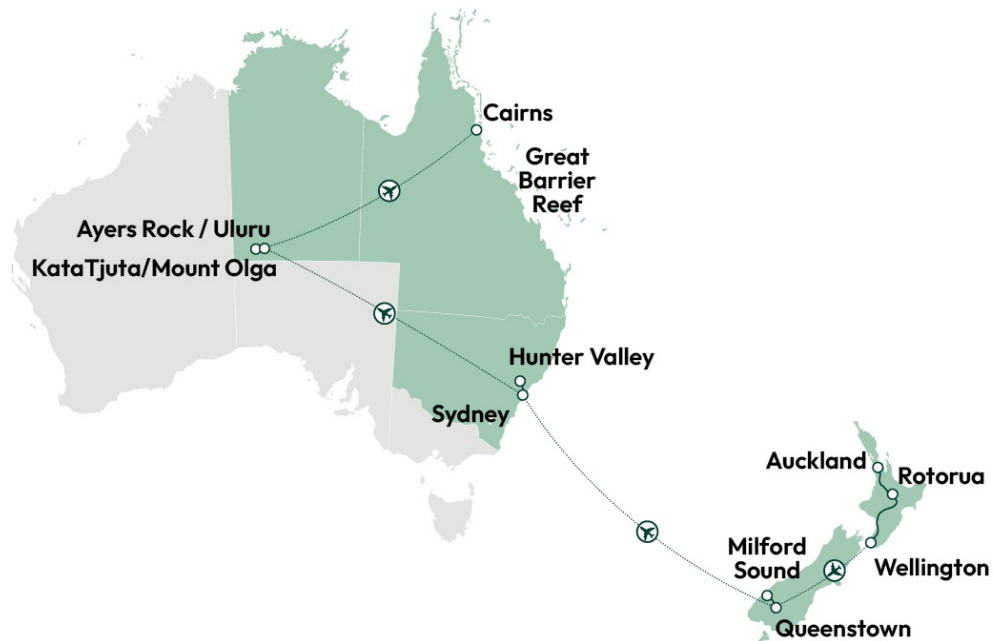 Cairns
Great
Barrier
Reef
Ayers Rock / Uluru
KataTjuta/Mount Olga
Hunter Valley
Sydney
Auckland
Rotorua
Milford
Sound
Wellington
Queenstown